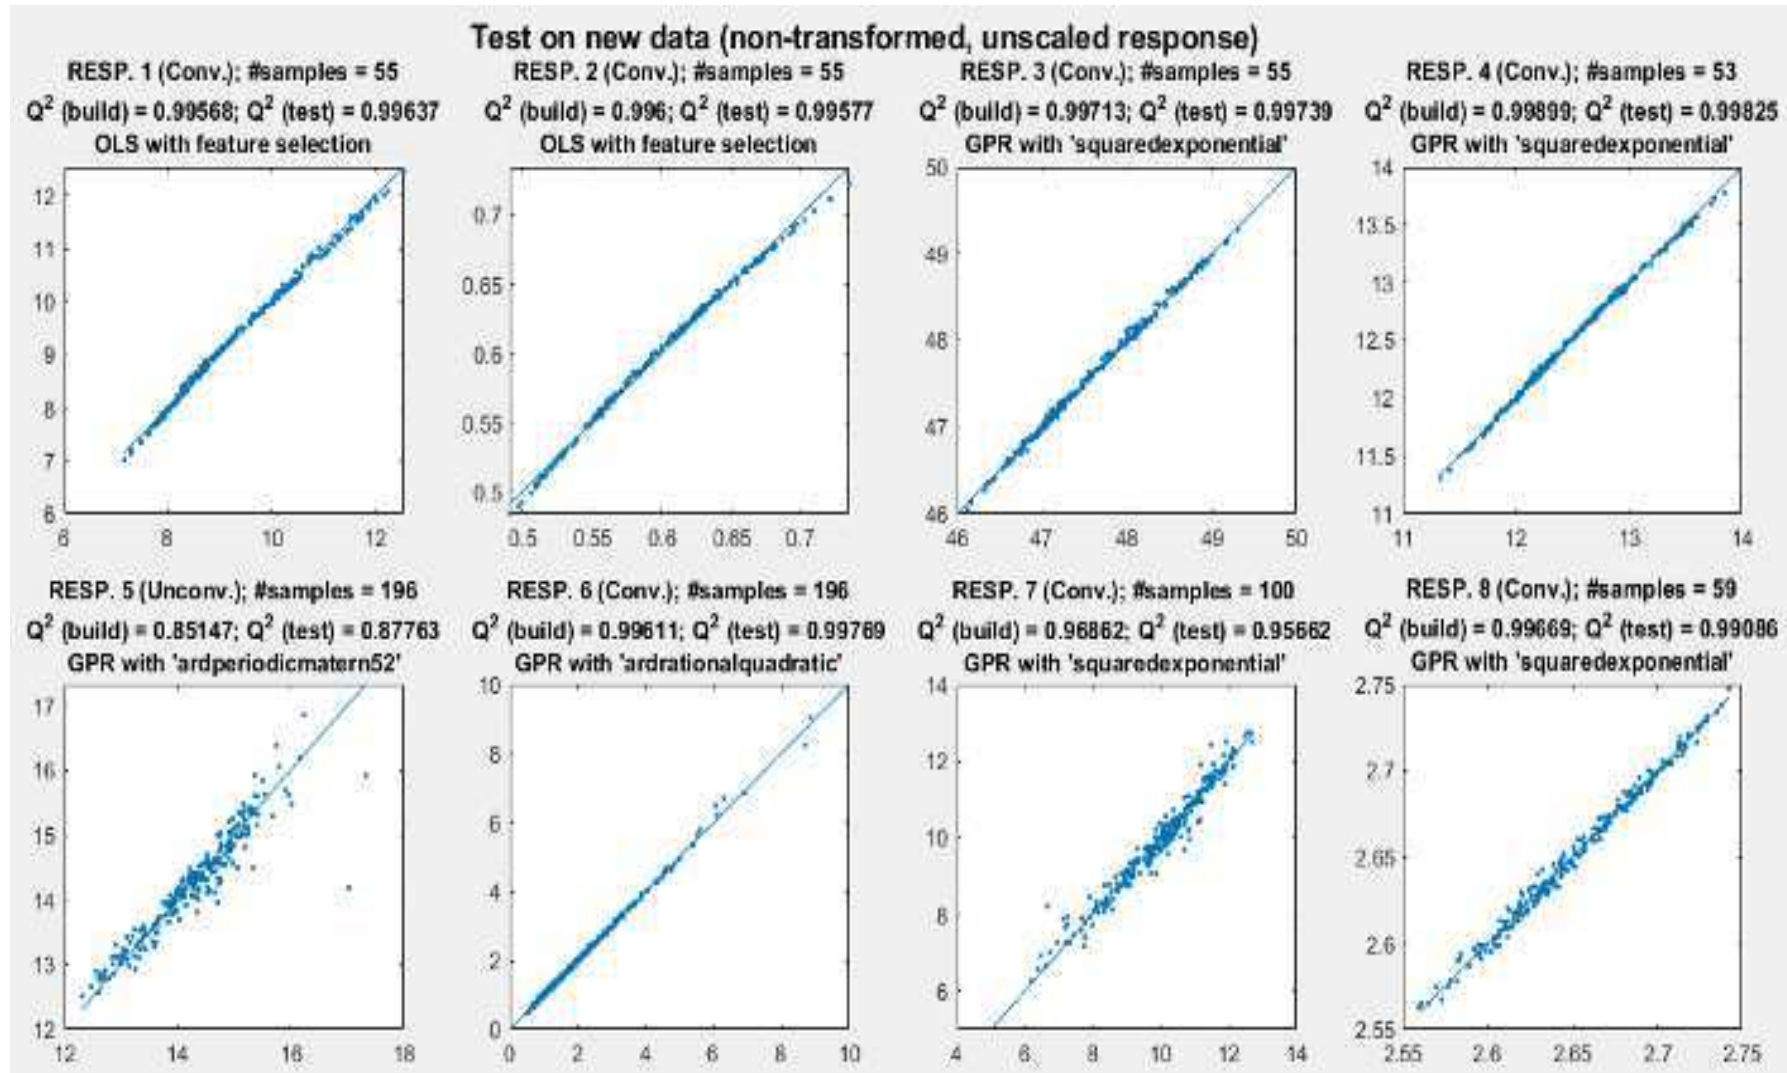 Test on new data (non-transformed, unscaled response)
RESP. 1 (Conv.); #samples = 55
Q² (build) = 0.99568; Q² (test) = 0.99637
OLS with feature selection
12
11
10
9
8
7
6
6 8 10 12
RESP. 2 (Conv.); #samples = 55
Q² (build) = 0.996; Q² (test) = 0.99577
OLS with feature selection
0.7
0.65
0.6
0.55
0.5
0.5 0.55 0.6 0.65 0.7
RESP. 3 (Conv.); #samples = 55
Q² (build) = 0.99713; Q² (test) = 0.99739
GPR with 'squaredexponential'
50
49
48
47
46
46 47 48 49 50
RESP. 4 (Conv.); #samples = 53
Q² (build) = 0.99899; Q² (test) = 0.99825
GPR with 'squaredexponential'
14
13.5
13
12.5
12
11.5
11
11 12 13 14
RESP. 5 (Unconv.); #samples = 196
Q² (build) = 0.85147; Q² (test) = 0.87763
GPR with 'ardperiodicmatern52'
17
16
15
14
13
12
12 14 16 18
RESP. 6 (Conv.); #samples = 196
Q² (build) = 0.99611; Q² (test) = 0.99769
GPR with 'ardrationalquadratic'
10
8
6
4
2
0
0 2 4 6 8 10
RESP. 7 (Conv.); #samples = 100
Q² (build) = 0.96862; Q² (test) = 0.95662
GPR with 'squaredexponential'
14
12
10
8
6
4 6 8 10 12 14
RESP. 8 (Conv.); #samples = 59
Q² (build) = 0.99669; Q² (test) = 0.99086
GPR with 'squaredexponential'
2.75
2.7
2.65
2.6
2.55
2.55 2.6 2.65 2.7 2.75